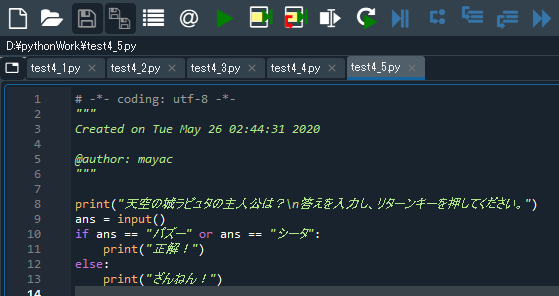 D:¥pythonWork¥test4_5.py
test4_1.py test4_2.py test4_3.py test4_4.py test4_5.py
1 # -*- coding: utf-8 -*-
2 """
3 Created on Tue May 26 02:44:31 2020
4
5 @author: mayac
6 """
7
8 print("天空の城ラピュタの主人公は？\n答えを入力し、リターンキーを押してください。")
9 ans = input()
10 if ans == "パズー" or ans == "シータ":
11 print("正解！")
12 else:
13 print("ざんねん！")
14